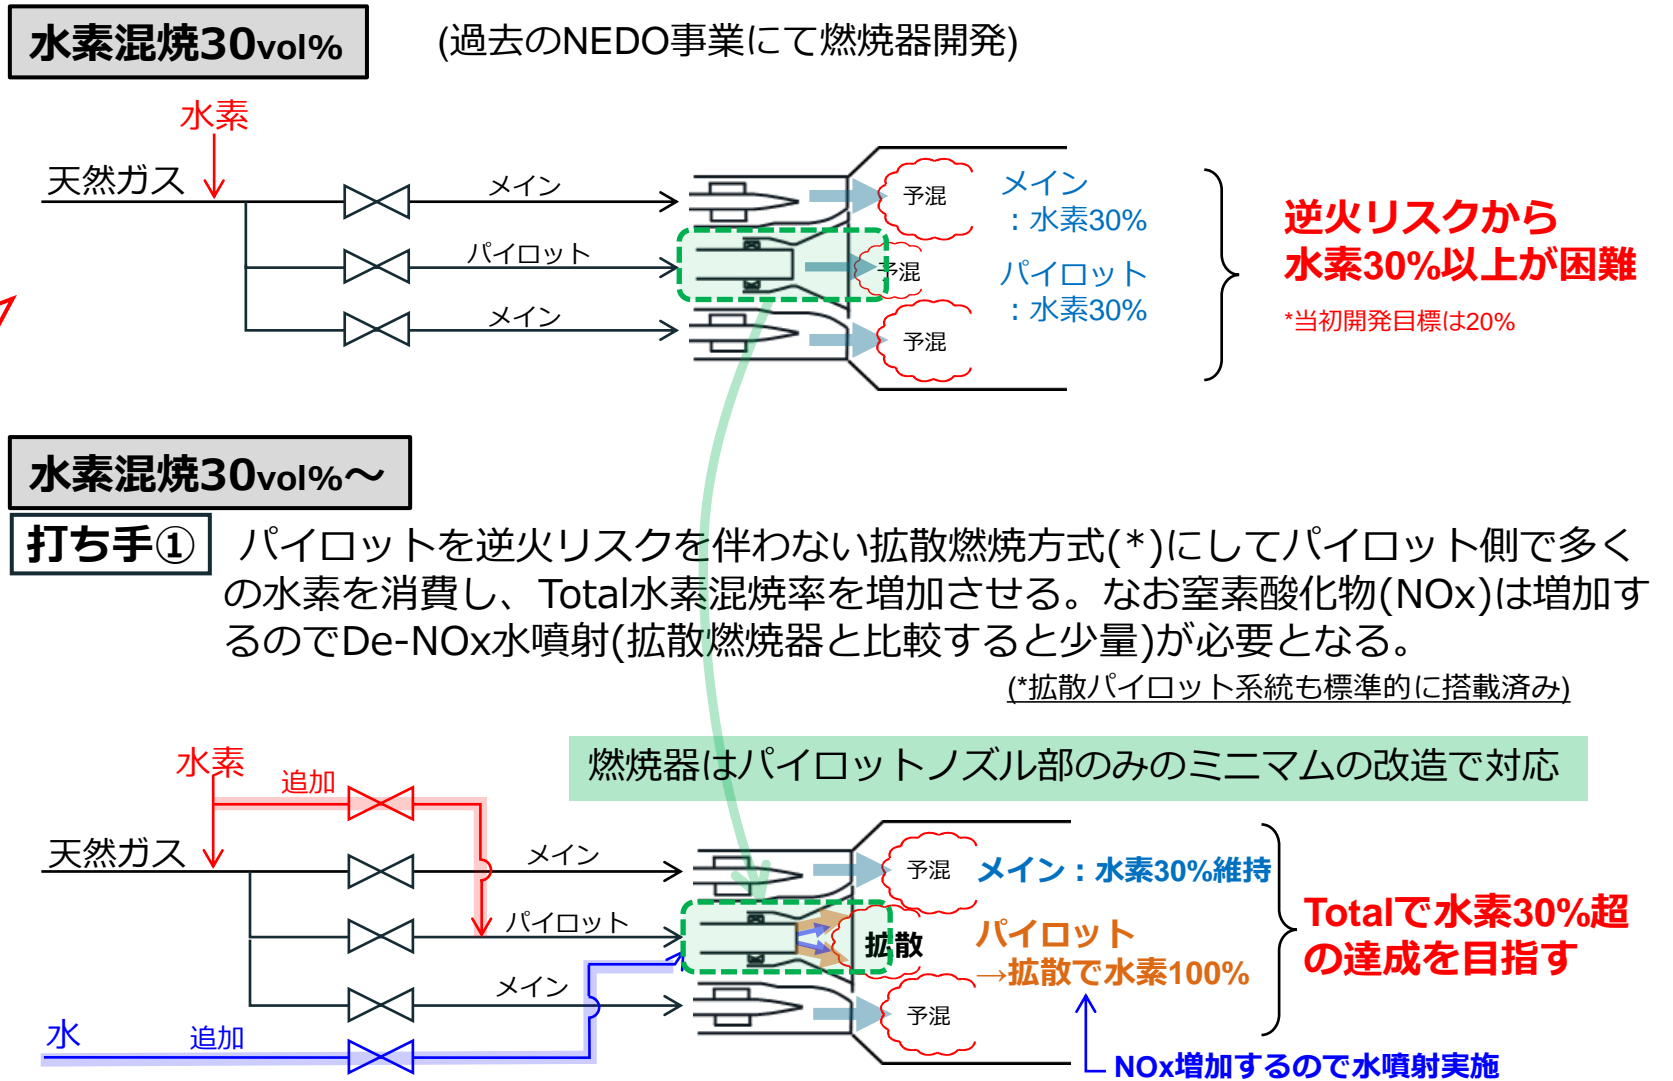 水素混焼30vol%
(過去のNEDO事業にて燃焼器開発)
水素
天然ガス
メイン
パイロット
メイン
予混
予混
予混
メイン
：水素30%
パイロット
：水素30%
逆火リスクから
水素30%以上が困難
*当初開発目標は20%
水素混焼30vol%～
打ち手①
パイロットを逆火リスクを伴わない拡散燃焼方式(*)にしてパイロット側で多く
の水素を消費し、Total水素混焼率を増加させる。なお窒素酸化物(NOx)は増加す
るのでDe-NOx水噴射(拡散燃焼器と比較すると少量)が必要となる。
(*拡散パイロット系統も標準的に搭載済み)
燃焼器はパイロットノズル部のみのミニマムの改造で対応
水素
追加
天然ガス
メイン
パイロット
メイン
水
追加
予混
拡散
予混
メイン：水素30%維持
パイロット
→拡散で水素100%
Totalで水素30%超
の達成を目指す
NOx増加するので水噴射実施